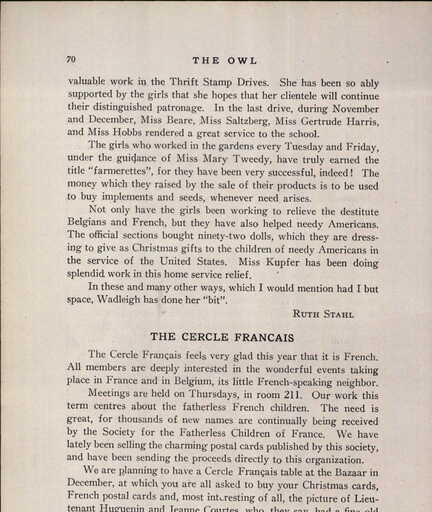 70 THE OWL
valuable work in the Thrift Stamp Drives. She has been so ably
supported by the girls that she hopes that her clientele will continue
their distinguished patronage. In the last drive, during November
and December, Miss Beare, Miss Saltzberg, Miss Gertrude Harris,
and Miss Hobbs rendered a great service to the school.
The girls who worked in the gardens every Tuesday and Friday,
under the guidance of Miss Mary Tweedy, have truly earned the
title "farmerettes", for they have been very successful, indeed! The
money which they raised by the sale of their products is to be used
to buy implements and seeds, whenever need arises.
Not only have the girls been working to relieve the destitute
Belgians and French, but they have also helped needy Americans.
The official sections bought ninety-two dolls, which they are dress-
ing to give as Christmas gifts to the children of needy Americans in
the service of the United States. Miss Kupfer has been doing
splendid work in this home service relief.
In these and many other ways, which I would mention had I but
space, Wadleigh has done her "bit".
RUTH STAHL
THE CERCLE FRANCAIS
The Cercle Français feels very glad this year that it is French.
All members are deeply interested in the wonderful events taking
place in France and in Belgium, its little French-speaking neighbor.
Meetings are held on Thursdays, in room 211. Our work this
term centres about the fatherless French children. The need is
great, for thousands of new names are continually being received
by the Society for the Fatherless Children of France. We have
lately been selling the charming postal cards published by this society,
and have been sending the proceeds directly to this organization.
We are planning to have a Cercle Français table at the Bazaar in
December, at which you are all asked to buy your Christmas cards,
French postal cards and, most interesting of all, the picture of Lieu-
tenant Huguenin and Jeanne Courtes, who, they say, had a fine old